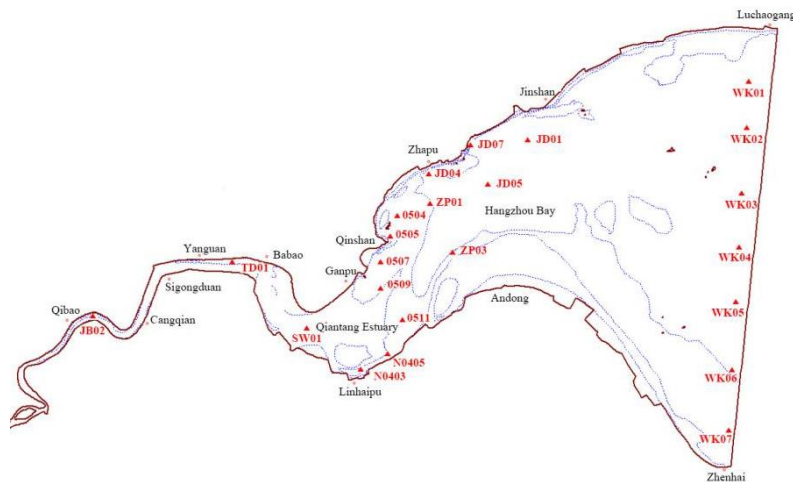 Luchaogang
WK01
Jinshan
WK02
JD01
JD07
Zhapu
JD04
JD05
WK03
ZP01
Hangzhou Bay
0504
Qinshan
0505
WK04
Yanguan
Babao
ZP03
TD01
0507
Ganpu
Sigongduan
0509
Andong
WK05
Qibao
JB02
Cangqian
0511
Qiantang Estuary
SW01
N0405
N0403
WK06
Linhaipu
WK07
Zhenhai